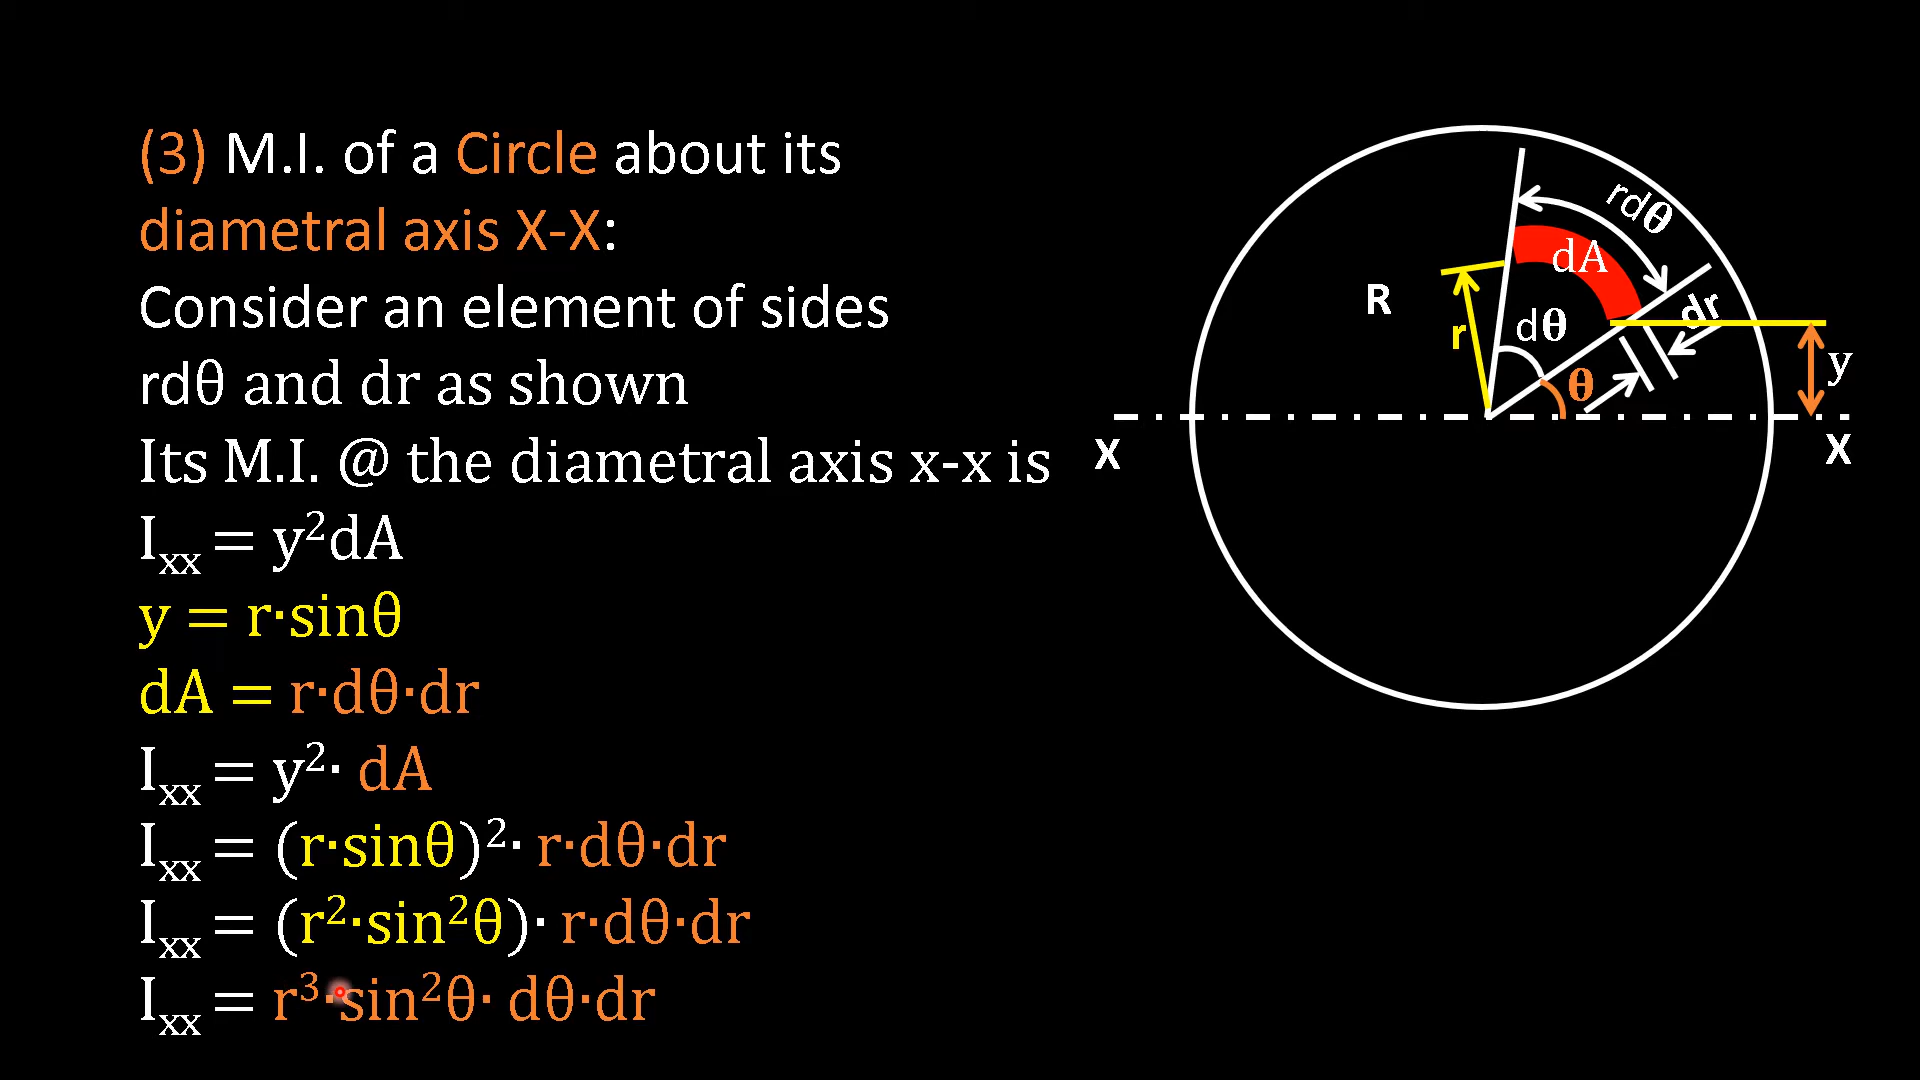 (3) M.I. of a Circle about its
diametral axis X-X:
Consider an element of sides
rdθ and dr as shown
Its M.I. @ the diametral axis x-x is
Iₓₓ = y²dA
y = r·sinθ
dA = r·dθ·dr
Iₓₓ = y²· dA
Iₓₓ = (r·sinθ)²· r·dθ·dr
Iₓₓ = (r²·sin²θ)· r·dθ·dr
Iₓₓ = r³·sin²θ· dθ·dr
rdθ
dA
R
dr
r
dθ
θ
y
X
X